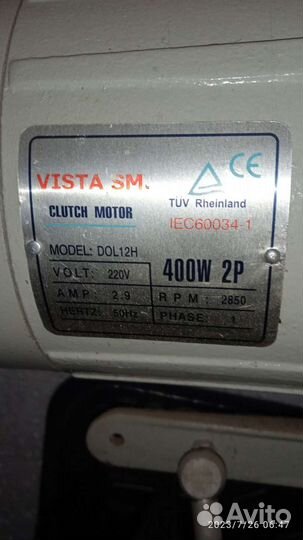 VISTA SM.
CLUTCH MOTOR
TÜV Rheinland
CE
IEC60034-1
MODEL: DOL12H
400W 2P
VOLT: 220V
AMP: 2.9
RPM: 2850
HERTZ: 50Hz
PHASE: 1
Avito
2023/7/26 06:47